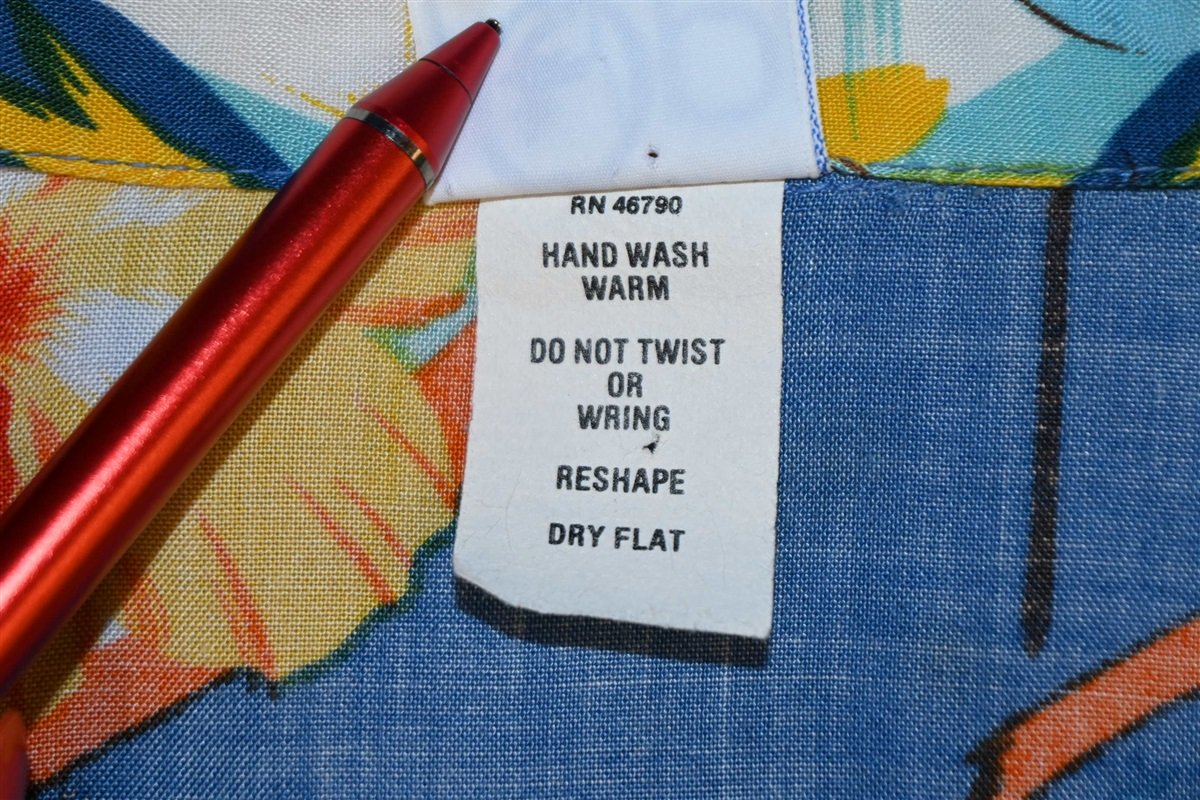 RN 46790
HAND WASH
WARM
DO NOT TWIST
OR
WRING
RESHAPE
DRY FLAT